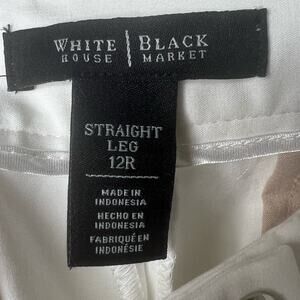 WHITE | BLACK
HOUSE | MARKET
STRAIGHT
LEG
12R
MADE IN
INDONESIA
HECHO EN
INDONESIA
FABRIQUÉ EN
INDONÉSIE